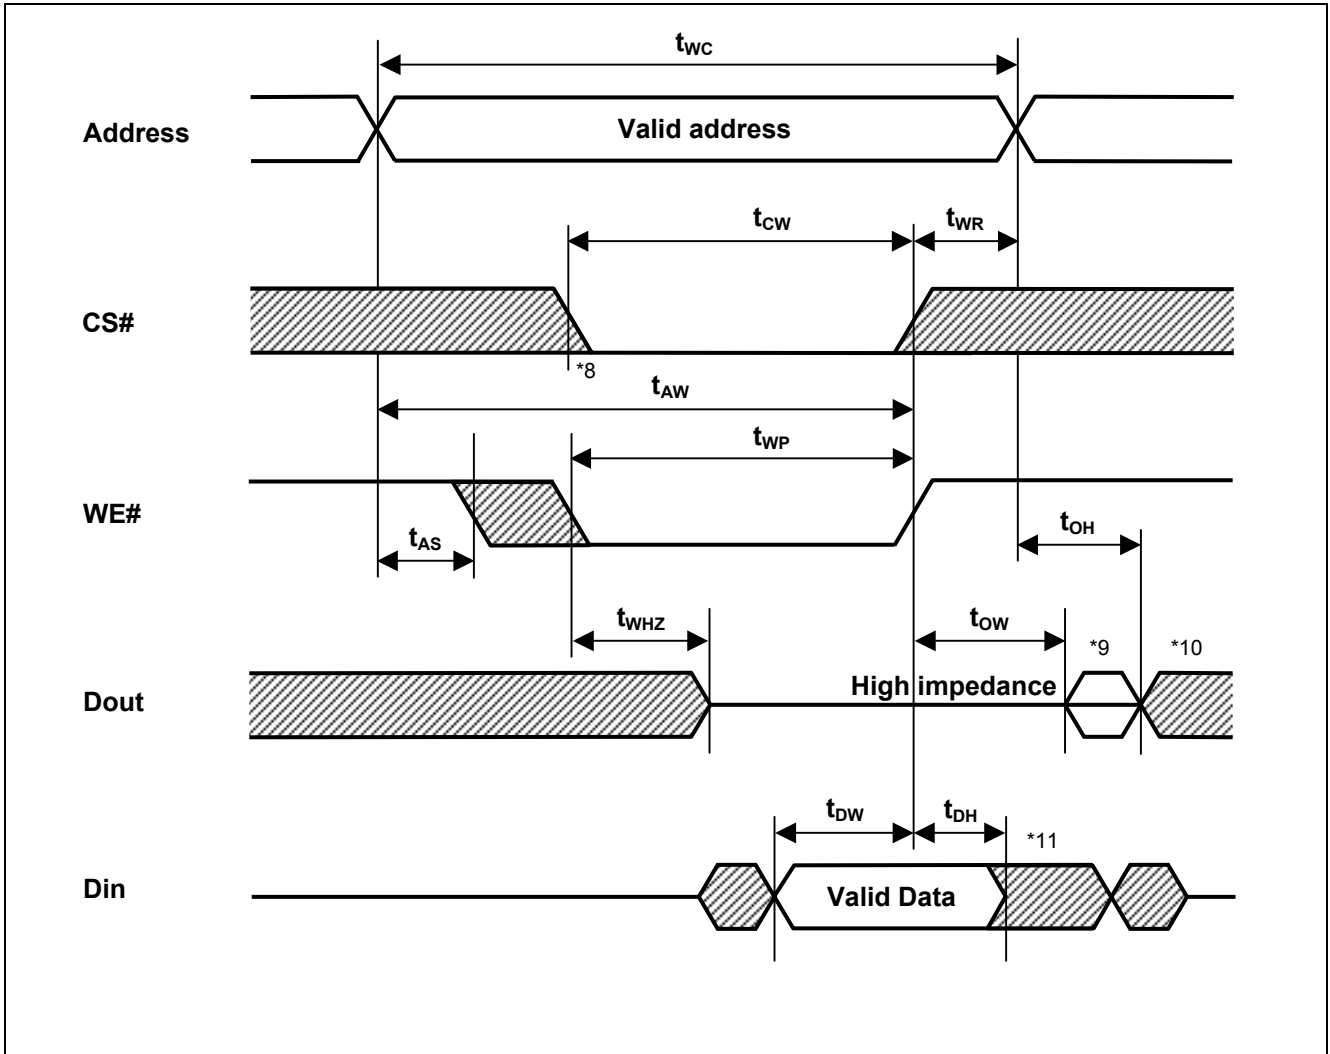 tWC
Address
Valid address
tCW
tWR
CS#
*8
tAW
tWP
WE#
tAS
tOH
tWHZ
tOW
*9
*10
Dout
High impedance
tDW
tDH
*11
Din
Valid Data